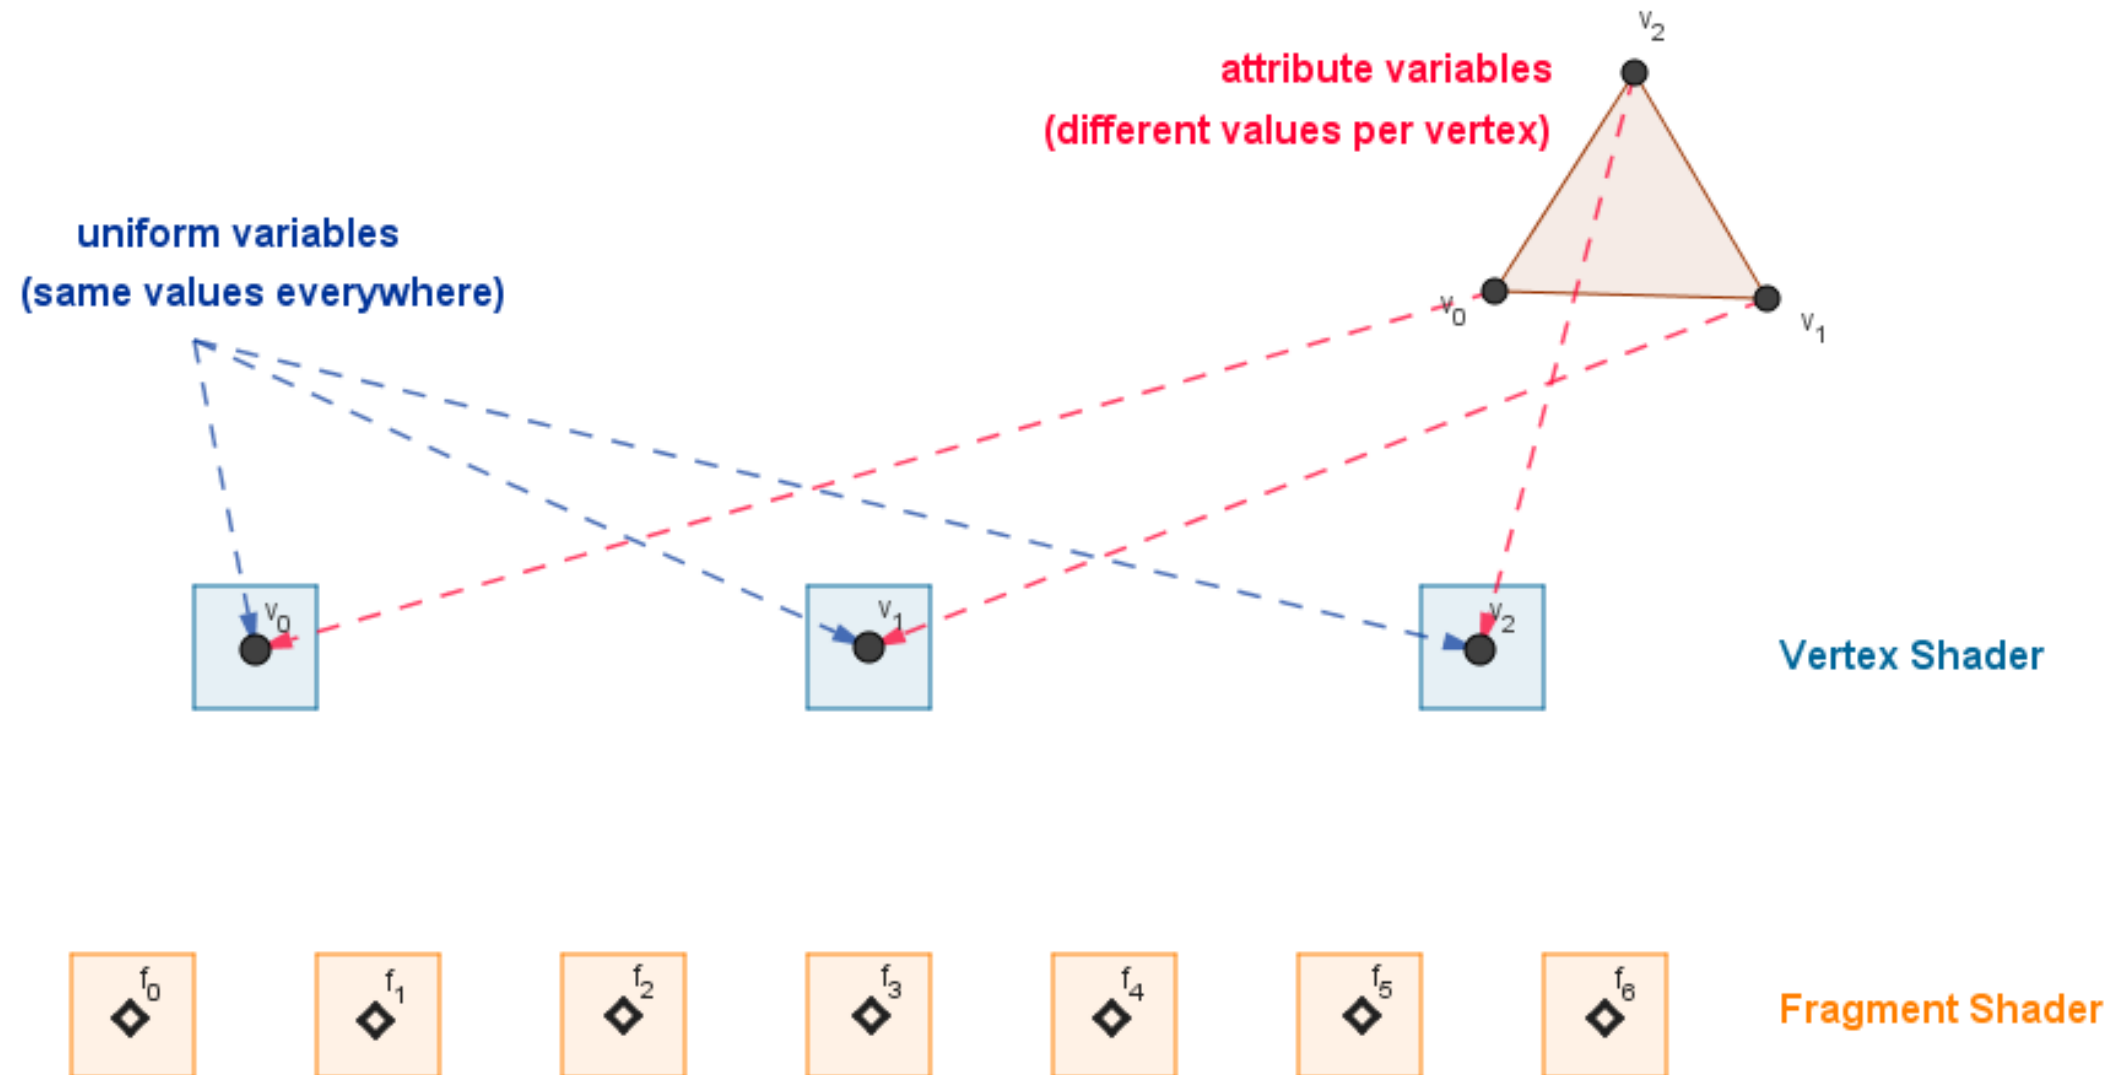 v2
attribute variables
(different values per vertex)
uniform variables
(same values everywhere)
v0
v1
v0
v1
v2
Vertex Shader
f0
f1
f2
f3
f4
f5
f6
Fragment Shader